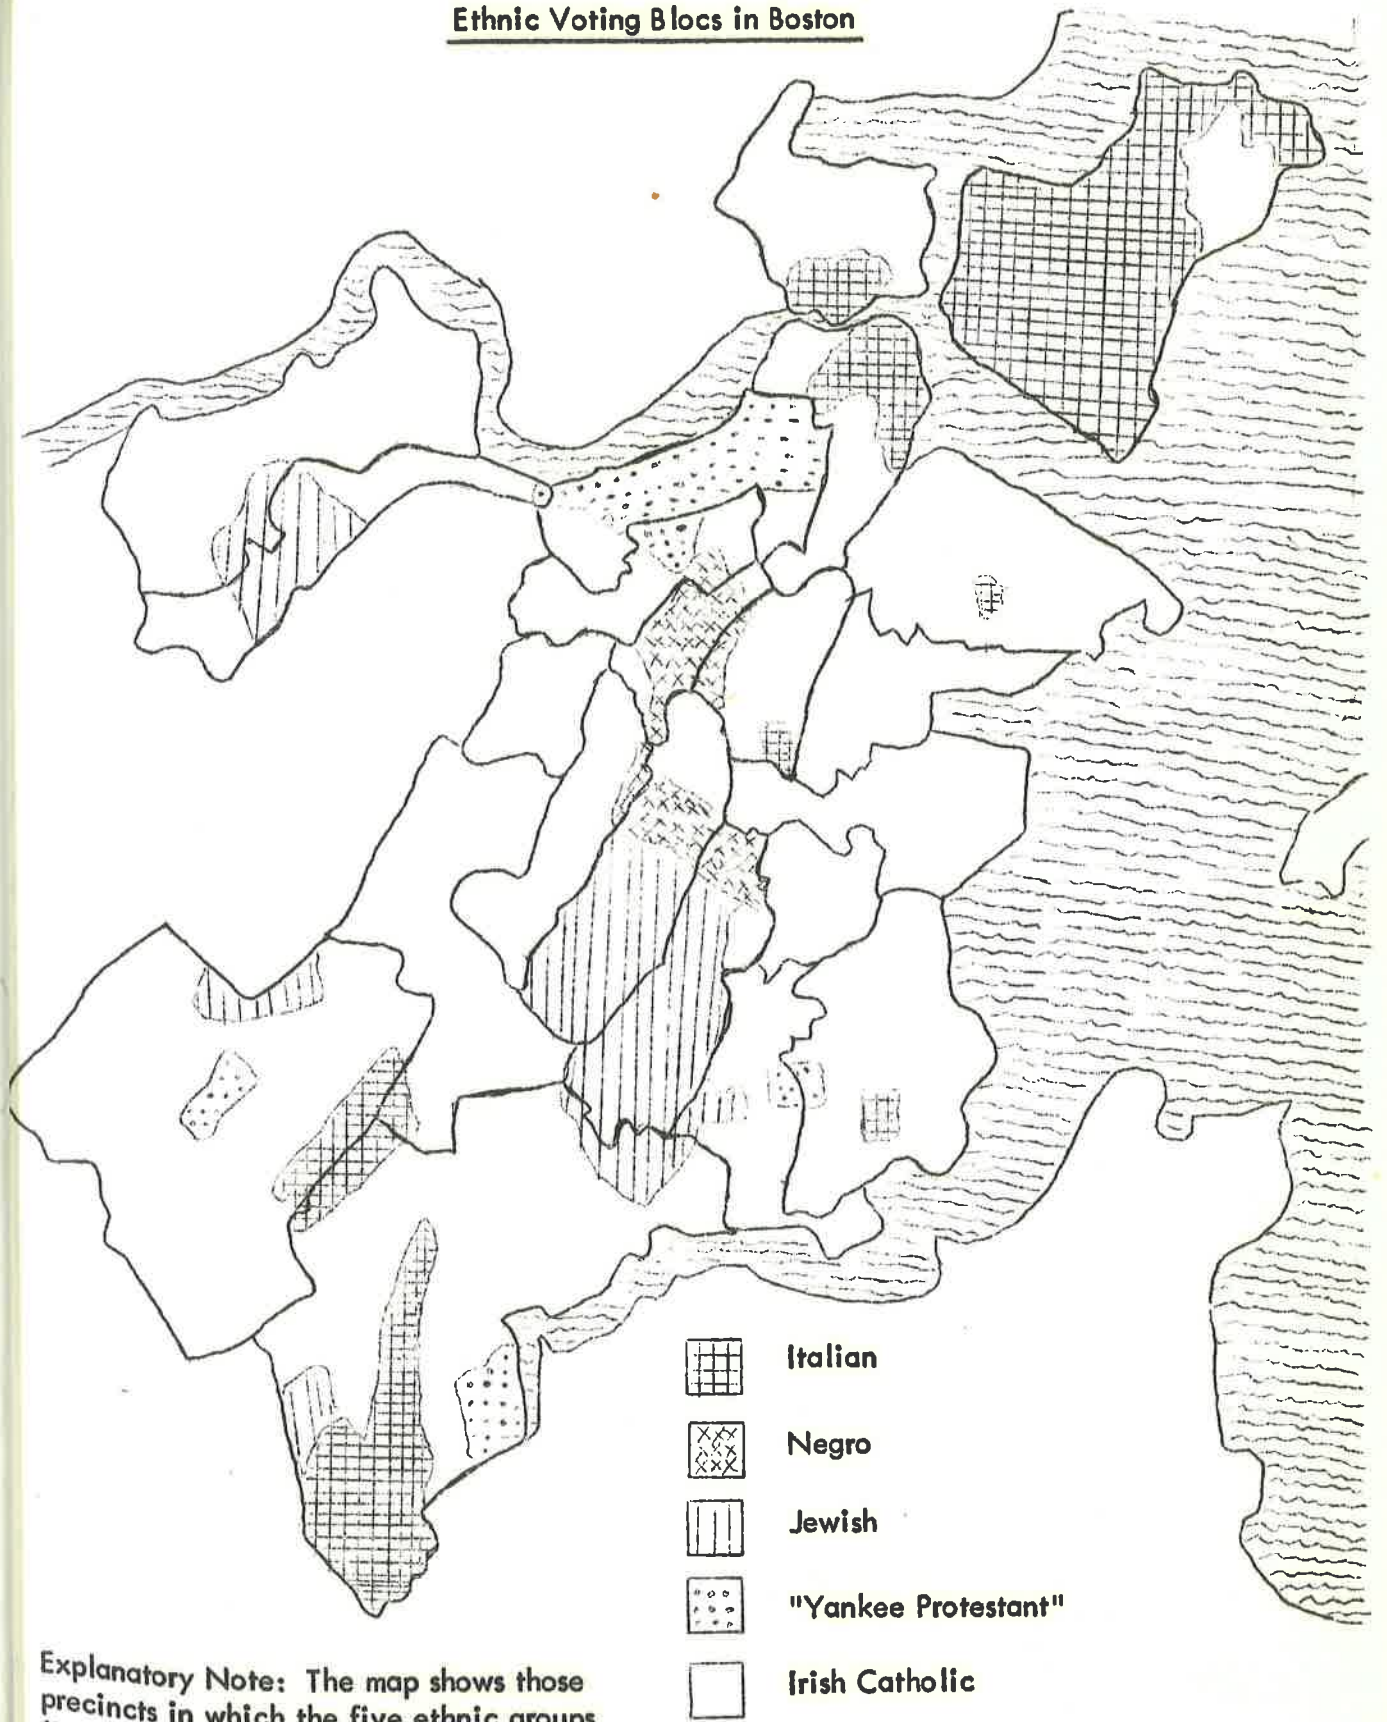 Ethnic Voting Blocs in Boston
Italian
Negro
Jewish
"Yankee Protestant"
Irish Catholic
Explanatory Note: The map shows those
precincts in which the five ethnic groups